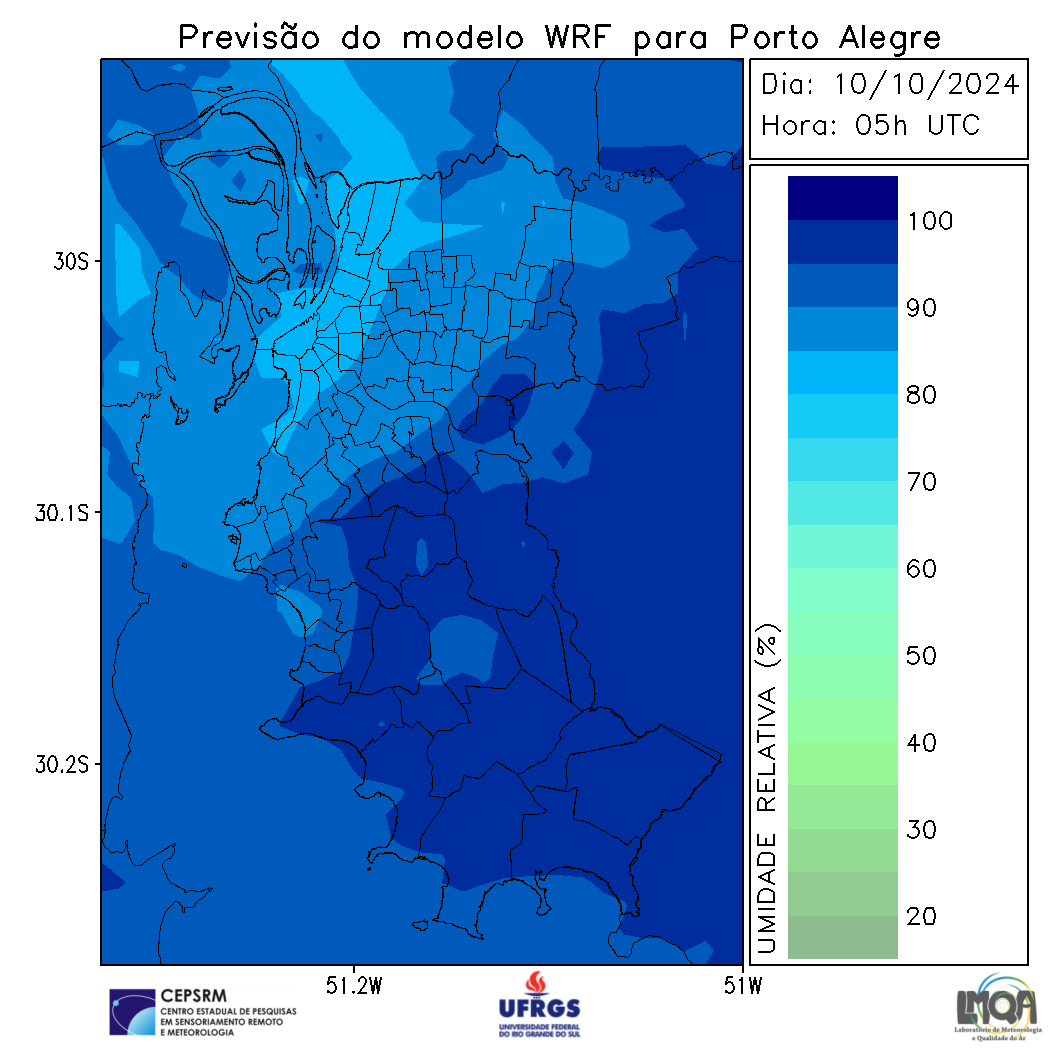 Previsão do modelo WRF para Porto Alegre
Dia: 10/10/2024
Hora: 05h UTC
100
90
80
70
60
50
40
30
20
UMIDADE RELATIVA (%)
30S
30.1S
30.2S
51.2W
51W
CEPSRM
CENTRO ESTADUAL DE PESQUISAS
EM SENSORIAMENTO REMOTO
E METEOROLOGIA
UFRGS
UNIVERSIDADE FEDERAL
DO RIO GRANDE DO SUL
LMQA
Laboratório de Meteorologia
e Qualidade do Ar